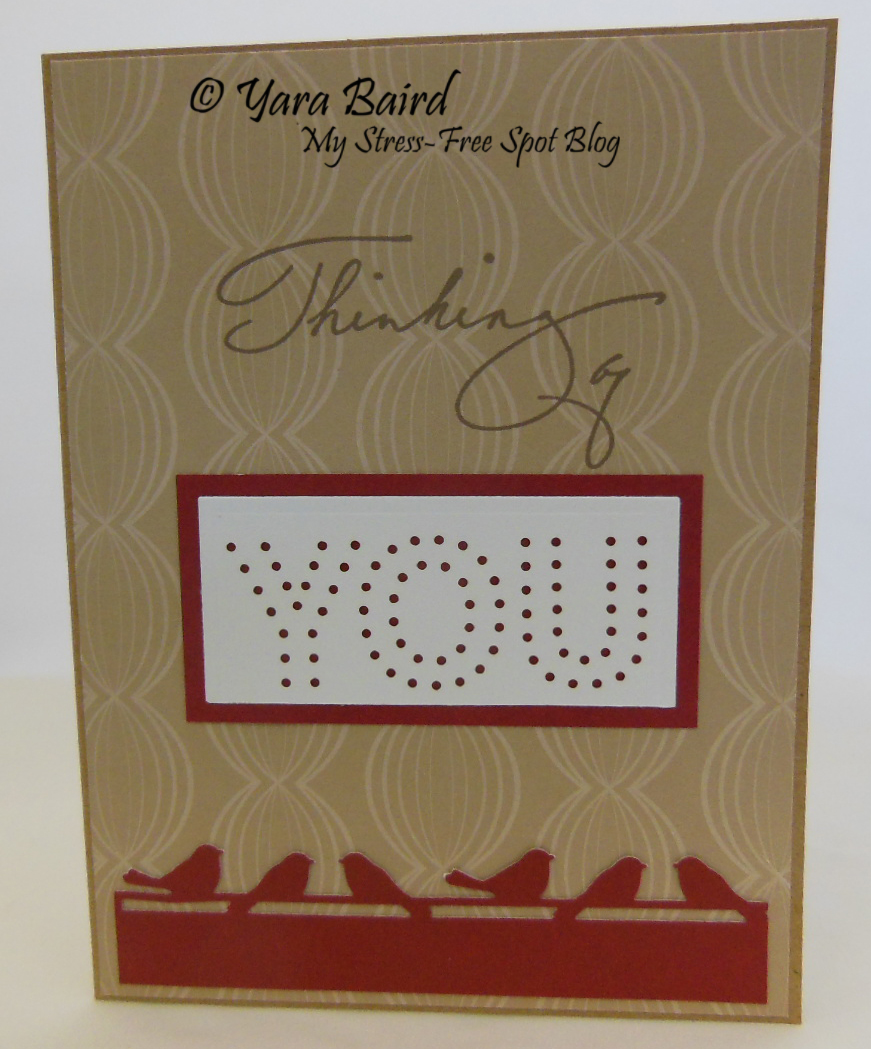 © Yara Baird
My Stress-Free Spot Blog
Thinking
of
YOU